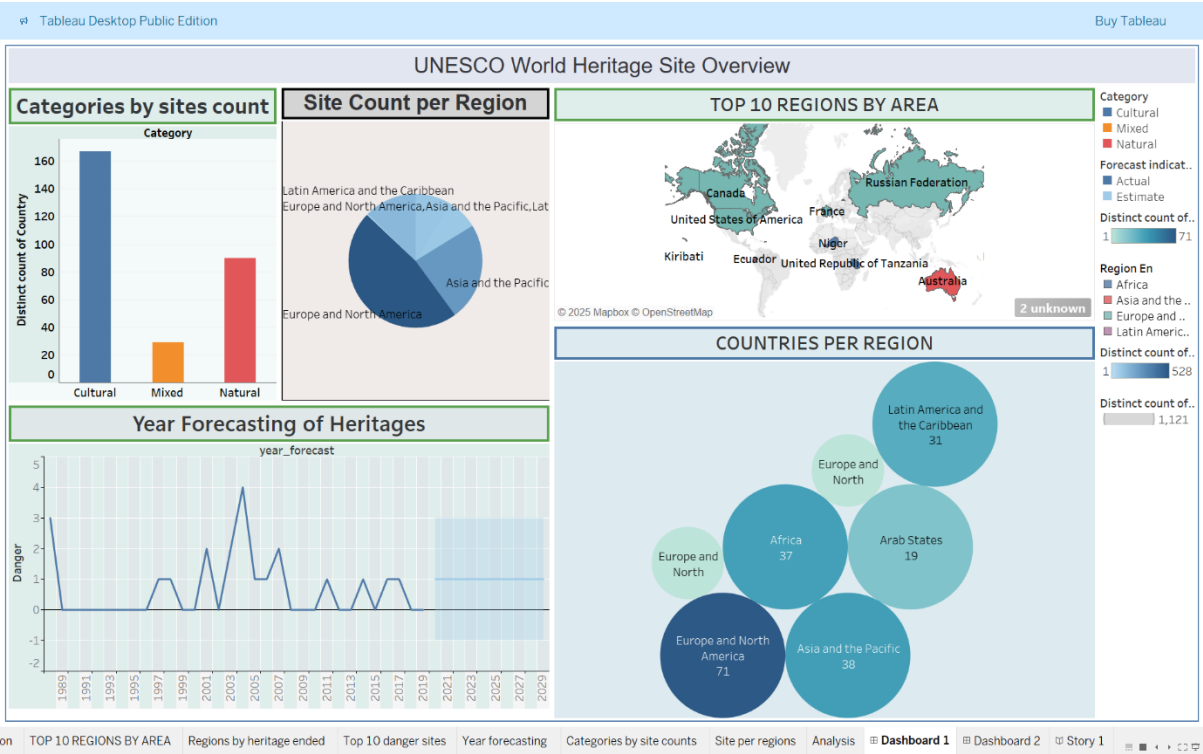 Tableau Desktop Public Edition
Buy Tableau
UNESCO World Heritage Site Overview
Categories by sites count
Category
Distinct count of Country
160
140
120
100
80
60
40
20
0
Cultural
Mixed
Natural
Site Count per Region
Latin America and the Caribbean
Europe and North America,Asia and the Pacific,Lat
Asia and the Pacific
Europe and North America
TOP 10 REGIONS BY AREA
Canada
Russian Federation
United States of America
France
Niger
Kiribati
Ecuador
United Republic of Tanzania
Australia
© 2025 Mapbox © OpenStreetMap
2 unknown
Category
Cultural
Mixed
Natural
Forecast indicat..
Actual
Estimate
Distinct count of..
1
71
Region En
Africa
Asia and the ..
Europe and ..
Latin Americ..
Distinct count of..
1
528
Distinct count of..
1,121
Year Forecasting of Heritages
year_forecast
Danger
5
4
3
2
1
0
-1
-2
1989
1991
1993
1995
1997
1999
2001
2003
2005
2007
2009
2011
2013
2015
2017
2019
2021
2023
2025
2027
2029
COUNTRIES PER REGION
Latin America and
the Caribbean
31
Europe and
North
Africa
37
Arab States
19
Europe and
North
Europe and North
America
71
Asia and the Pacific
38
on
TOP 10 REGIONS BY AREA
Regions by heritage ended
Top 10 danger sites
Year forecasting
Categories by site counts
Site per regions
Analysis
Dashboard 1
Dashboard 2
Story 1